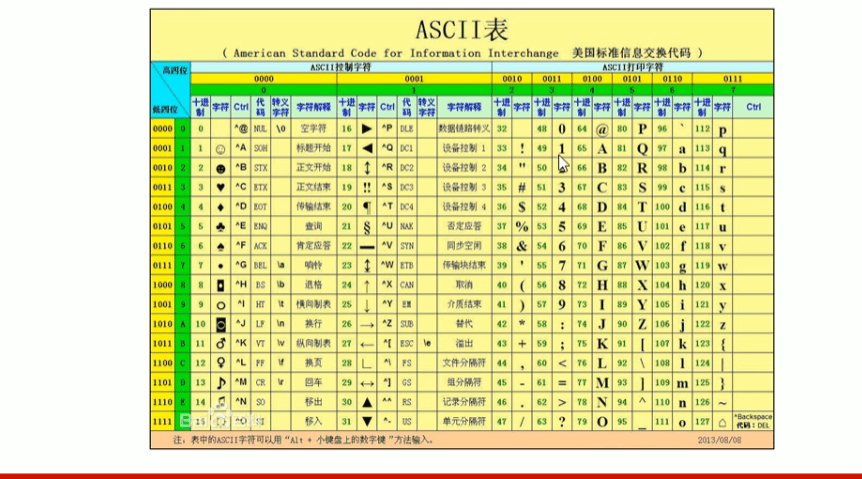 ASCII表
( American Standard Code for Information Interchange 美国标准信息交换代码 )
高四位 ASCII控制字符 ASCII打印字符
0000 0001 0010 0011 0100 0101 0110 0111
0 1 2 3 4 5 6 7
低四位 十进制 字符 Ctrl 代码 转义字符 字符解释 十进制 字符 Ctrl 代码 转义字符 字符解释 十进制 字符 十进制 字符 十进制 字符 十进制 字符 十进制 字符 十进制 字符 Ctrl
0000 0 0 ^@ NUL \0 空字符 16 ► ^P DLE 数据链路转义 32 48 0 64 @ 80 P 96 ` 112 p
0001 1 1 ☺ ^A SOH 标题开始 17 ◄ ^Q DC1 设备控制 1 33 ! 49 1 65 A 81 Q 97 a 113 q
0010 2 2 ☻ ^B STX 正文开始 18 ↕ ^R DC2 设备控制 2 34 " 50 66 B 82 R 98 b 114 r
0011 3 3 ♥ ^C ETX 正文结束 19 ‼ ^S DC3 设备控制 3 35 # 51 3 67 C 83 S 99 c 115 s
0100 4 4 ♦ ^D EOT 传输结束 20 ¶ ^T DC4 设备控制 4 36 $ 52 4 68 D 84 T 100 d 116 t
0101 5 5 ♣ ^E ENQ 查询 21 § ^U NAK 否定应答 37 % 53 5 69 E 85 U 101 e 117 u
0110 6 6 ♠ ^F ACK 肯定应答 22 ▬ ^V SYN 同步空闲 38 & 54 6 70 F 86 V 102 f 118 v
0111 7 7 • ^G BEL \a 响铃 23 ↨ ^W ETB 传输块结束 39 ' 55 7 71 G 87 W 103 g 119 w
1000 8 8 ◘ ^H BS \b 退格 24 ↑ ^X CAN 取消 40 ( 56 8 72 H 88 X 104 h 120 x
1001 9 9 ○ ^I HT \t 横向制表 25 ↓ ^Y EM 介质结束 41 ) 57 9 73 I 89 Y 105 i 121 y
1010 A 10 ◙ ^J LF \n 换行 26 → ^Z SUB 替代 42 * 58 : 74 J 90 Z 106 j 122 z
1011 B 11 ♂ ^K VT \v 纵向制表 27 ← ^[ ESC \e 溢出 43 + 59 ; 75 K 91 [ 107 k 123 {
1100 C 12 ♀ ^L FF \f 换页 28 ∟ ^\ FS 文件分隔符 44 , 60 < 76 L 92 \ 108 l 124 |
1101 D 13 ♪ ^M CR \r 回车 29 ↔ ^] GS 组分隔符 45 - 61 = 77 M 93 ] 109 m 125 }
1110 E 14 ♫ ^N SO 移出 30 ▲ ^^ RS 记录分隔符 46 . 62 > 78 N 94 ^ 110 n 126 ~
1111 15 移入 31 ▼ ^- US 单元分隔符 47 / 63 ? 79 O 95 _ 111 o 127 ⌂ ^Backspace 代码:DEL
注:表中的ASCII字符可以用“Alt + 小键盘上的数字键”方法输入。 2013/08/08